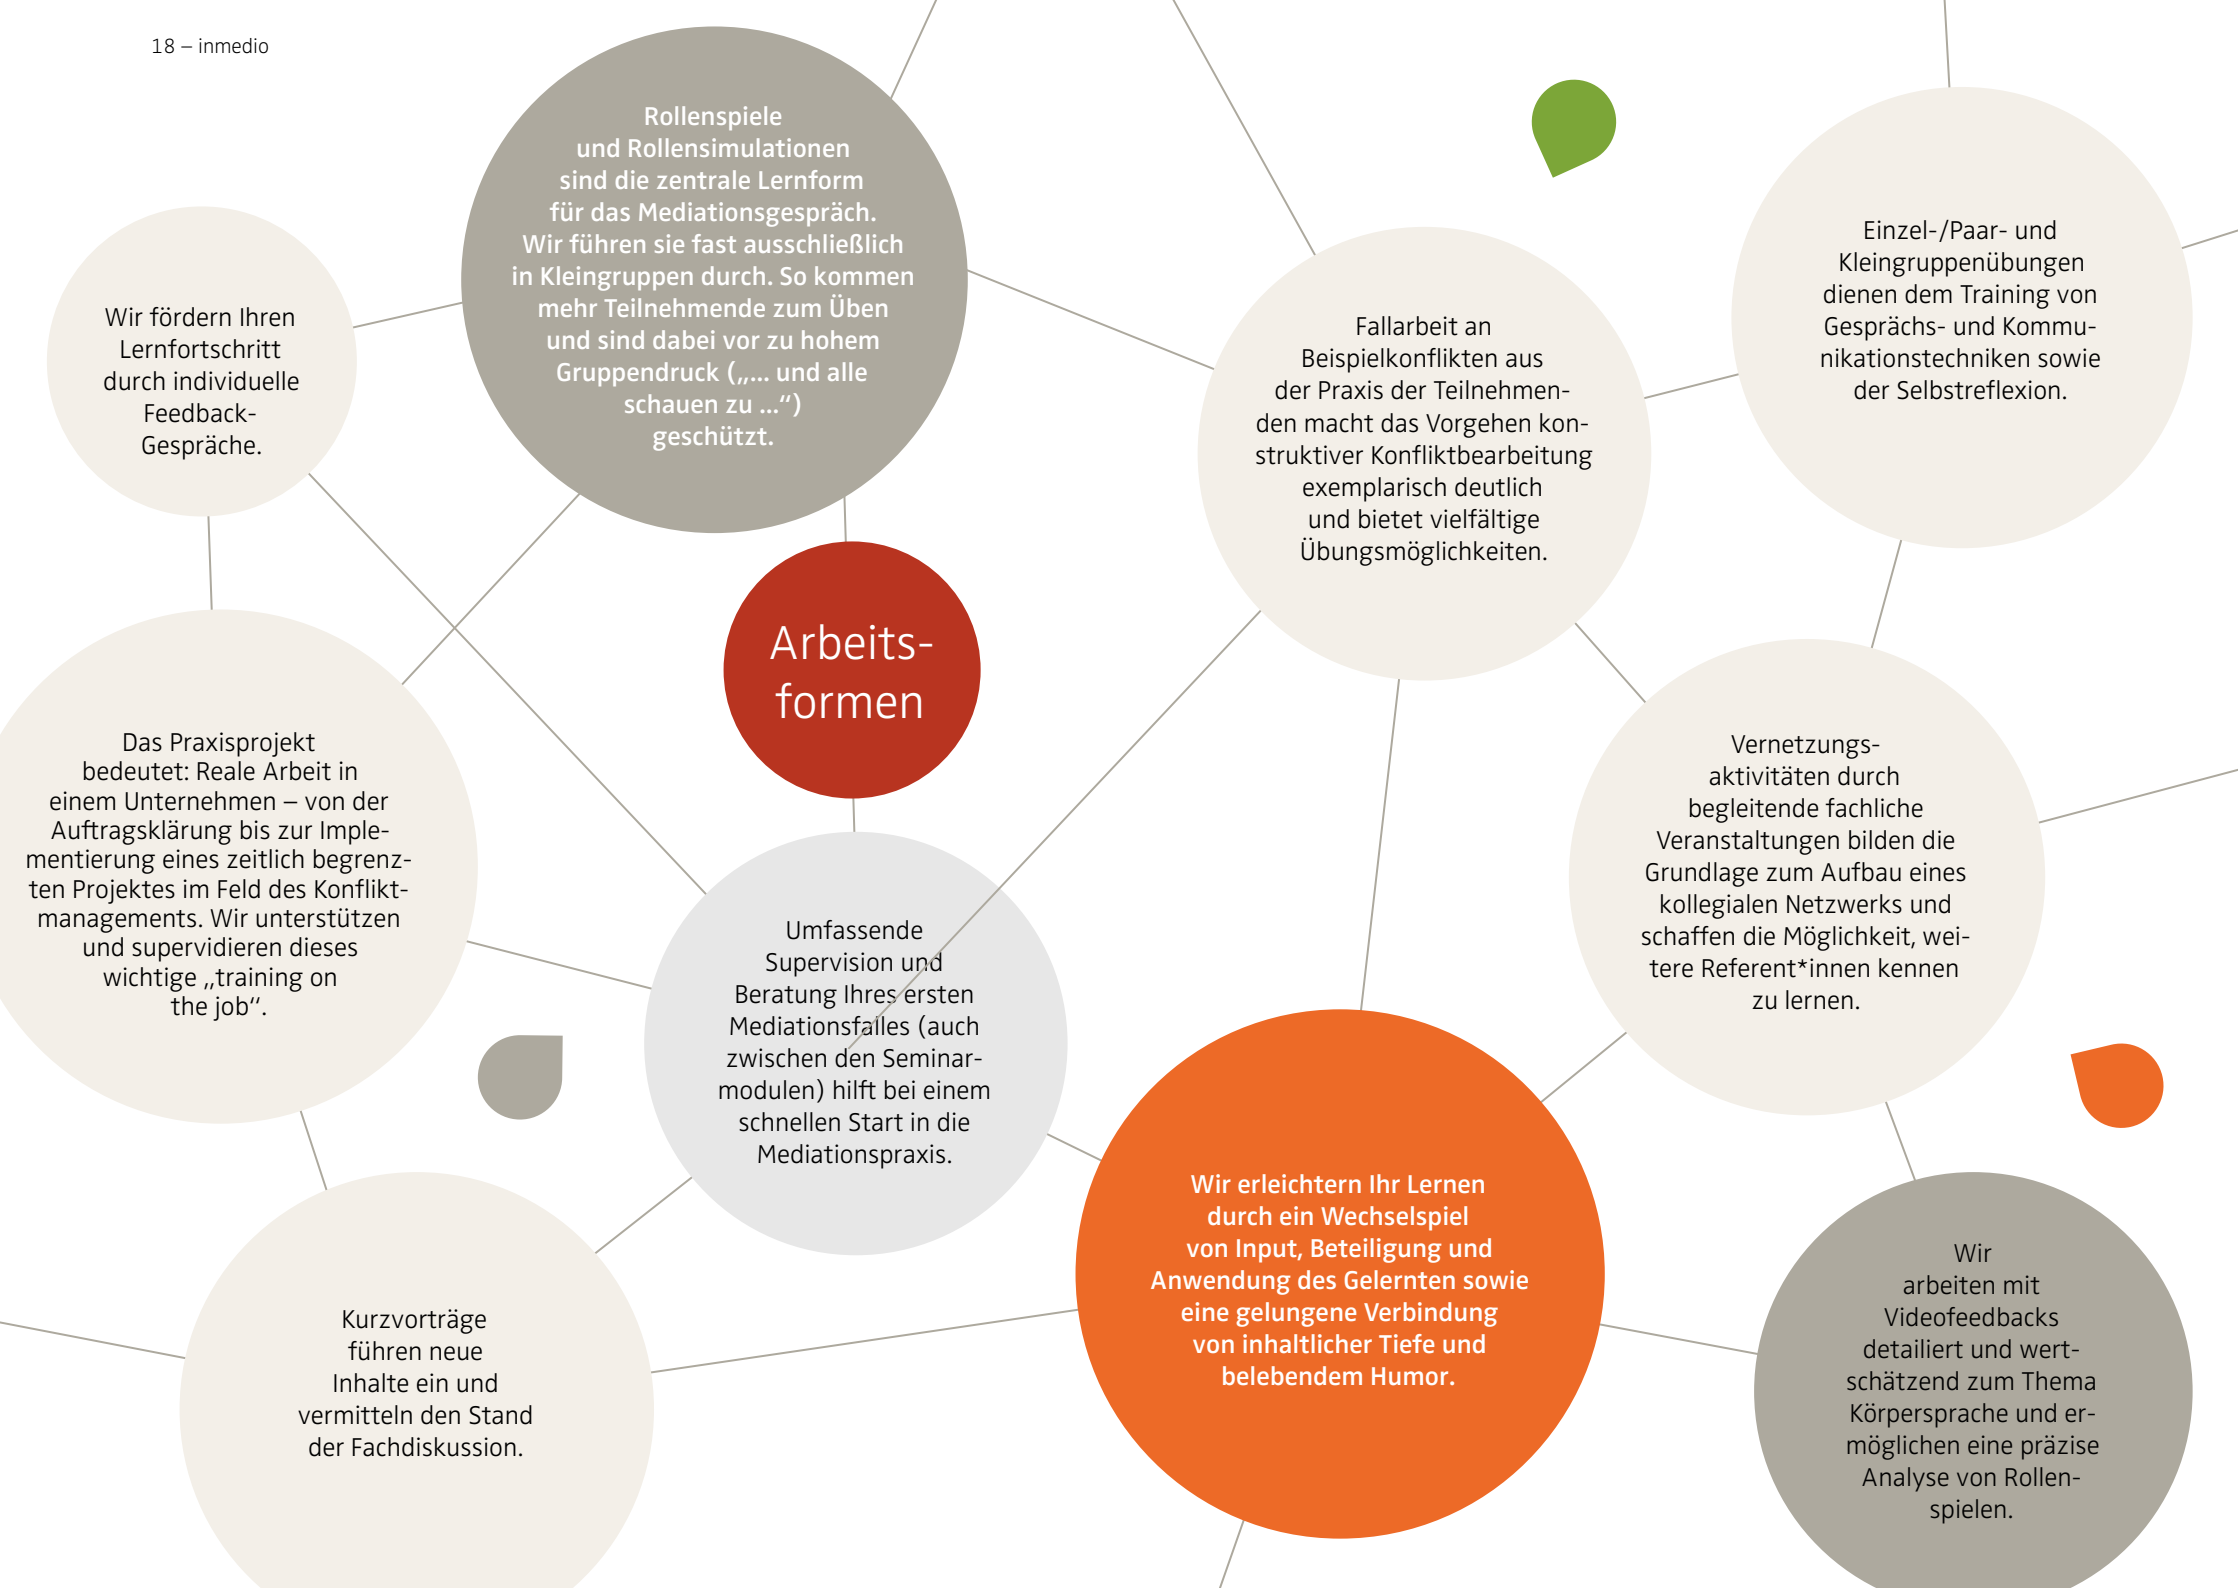 18 – inmedio
Rollenspiele
und Rollensimulationen
sind die zentrale Lernform
für das Mediationsgespräch.
Wir führen sie fast ausschließlich
in Kleingruppen durch. So kommen
mehr Teilnehmende zum Üben
und sind dabei vor zu hohem
Gruppendruck („... und alle
schauen zu ...“)
geschützt.
Wir fördern Ihren
Lernfortschritt
durch individuelle
Feedback-
Gespräche.
Einzel-/Paar- und
Kleingruppenübungen
dienen dem Training von
Gesprächs- und Kommu-
nikationstechniken sowie
der Selbstreflexion.
Fallarbeit an
Beispielkonflikten aus
der Praxis der Teilnehmen-
den macht das Vorgehen kon-
struktiver Konfliktbearbeitung
exemplarisch deutlich
und bietet vielfältige
Übungsmöglichkeiten.
Arbeits-
formen
Das Praxisprojekt
bedeutet: Reale Arbeit in
einem Unternehmen – von der
Auftragsklärung bis zur Imple-
mentierung eines zeitlich begrenz-
ten Projektes im Feld des Konflikt-
managements. Wir unterstützen
und supervidieren dieses
wichtige „training on
the job“.
Vernetzungs-
aktivitäten durch
begleitende fachliche
Veranstaltungen bilden die
Grundlage zum Aufbau eines
kollegialen Netzwerks und
schaffen die Möglichkeit, wei-
tere Referent*innen kennen
zu lernen.
Umfassende
Supervision und
Beratung Ihres ersten
Mediationsfalles (auch
zwischen den Seminar-
modulen) hilft bei einem
schnellen Start in die
Mediationspraxis.
Wir erleichtern Ihr Lernen
durch ein Wechselspiel
von Input, Beteiligung und
Anwendung des Gelernten sowie
eine gelungene Verbindung
von inhaltlicher Tiefe und
belebendem Humor.
Kurzvorträge
führen neue
Inhalte ein und
vermitteln den Stand
der Fachdiskussion.
Wir
arbeiten mit
Videofeedbacks
detailiert und wert-
schätzend zum Thema
Körpersprache und er-
möglichen eine präzise
Analyse von Rollen-
spielen.